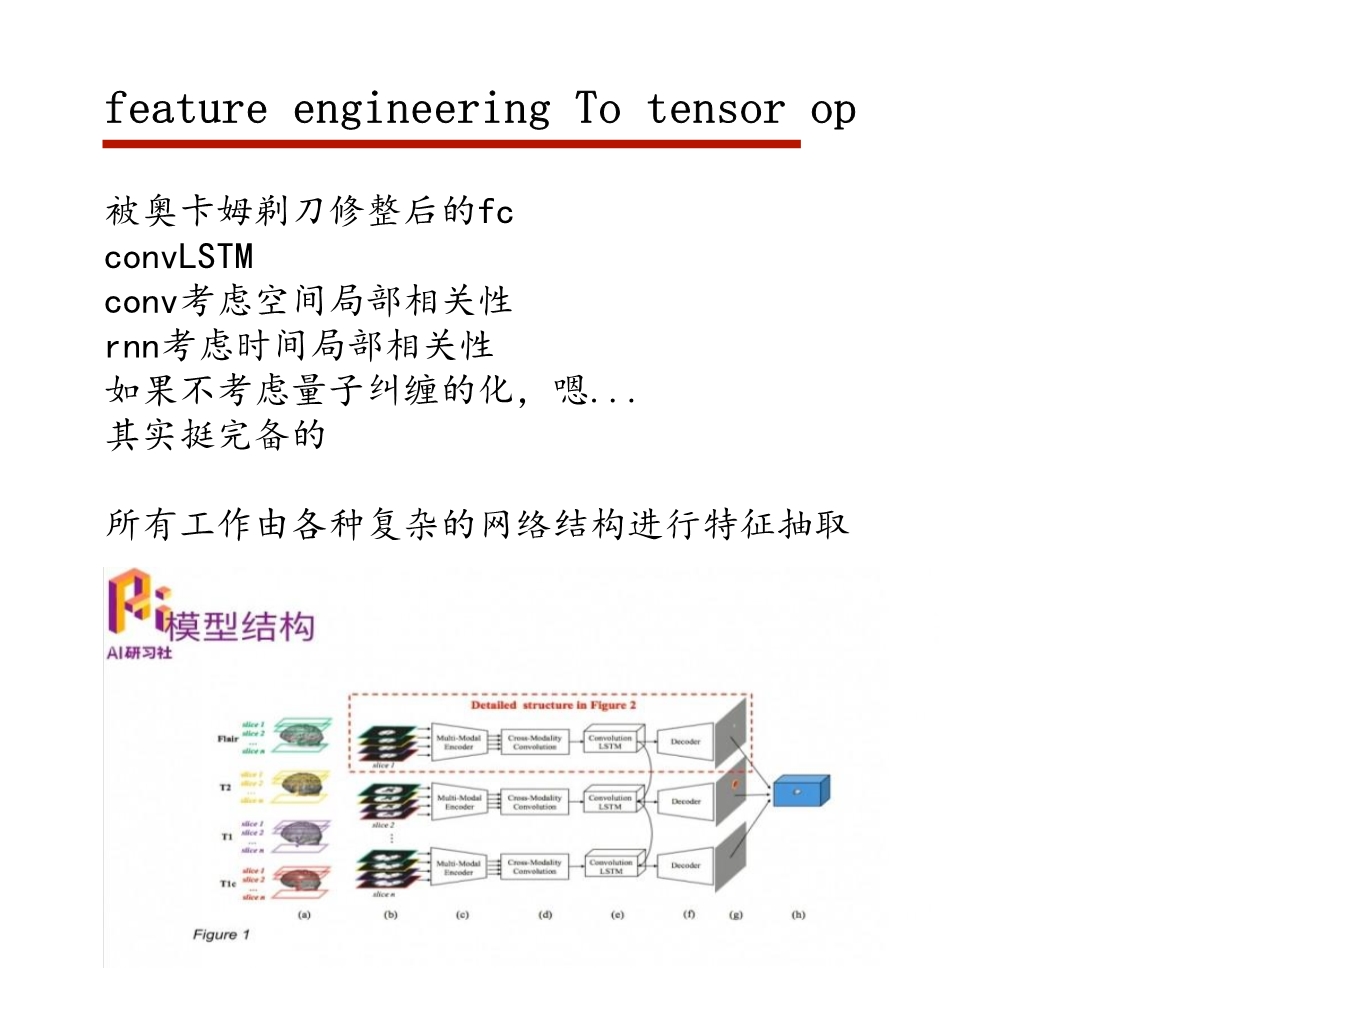 feature engineering To tensor op
被奥卡姆剃刀修整后的fc
convLSTM
conv考虑空间局部相关性
rnn考虑时间局部相关性
如果不考虑量子纠缠的化，嗯...
其实挺完备的
所有工作由各种复杂的网络结构进行特征抽取
模型结构
AI研习社
Detailed structure in Figure 2
Flair
slice 1
slice 2
...
slice n
T2
slice 1
slice 2
...
slice n
T1
slice 1
slice 2
...
slice n
T1c
slice 1
slice 2
...
slice n
slice 1
Multi-Modal
Encoder
Cross-Modality
Convolution
Convolution
LSTM
Decoder
slice 2
Multi-Modal
Encoder
Cross-Modality
Convolution
Convolution
LSTM
Decoder
slice n
Multi-Modal
Encoder
Cross-Modality
Convolution
Convolution
LSTM
Decoder
(a) (b) (c) (d) (e) (f) (g) (h)
Figure 1